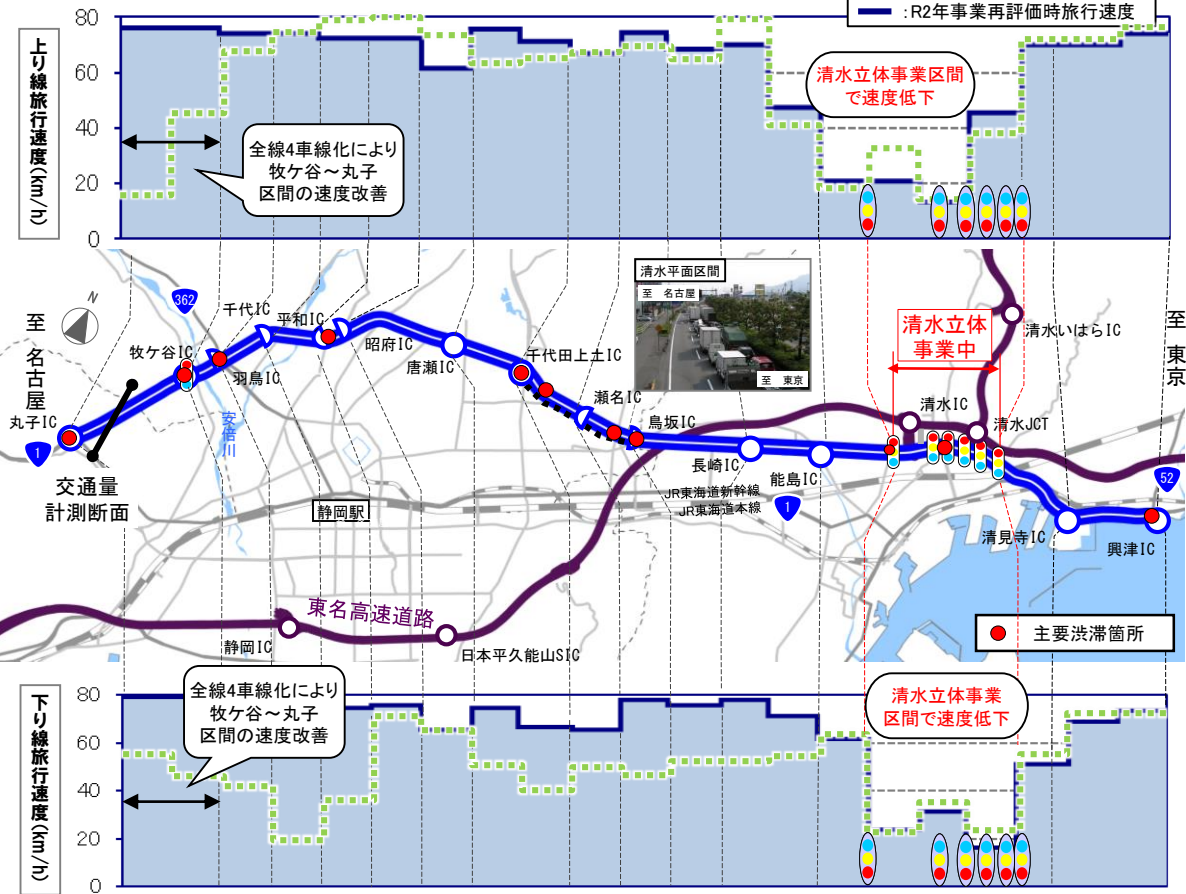 80
60
40
20
0
上り線旅行速度(km/h)
:R2年事業再評価時旅行速度
清水立体事業区間
で速度低下
全線4車線化により
牧ケ谷～丸子
区間の速度改善
N
362
至 名古屋
千代IC
平和IC
牧ケ谷IC
羽鳥IC
昭府IC
唐瀬IC
千代田上土IC
瀬名IC
鳥坂IC
清水平面区間
至 名古屋
至 東京
清水立体
事業中
清水いはらIC
至 東京
丸子IC
1
安倍川
清水IC
清水JCT
長崎IC
能島IC
交通量
計測断面
静岡駅
JR東海道新幹線
JR東海道本線
1
52
清見寺IC
興津IC
東名高速道路
静岡IC
日本平久能山SIC
主要渋滞箇所
80
60
40
20
0
下り線旅行速度(km/h)
全線4車線化により
牧ケ谷～丸子
区間の速度改善
清水立体事業
区間で速度低下